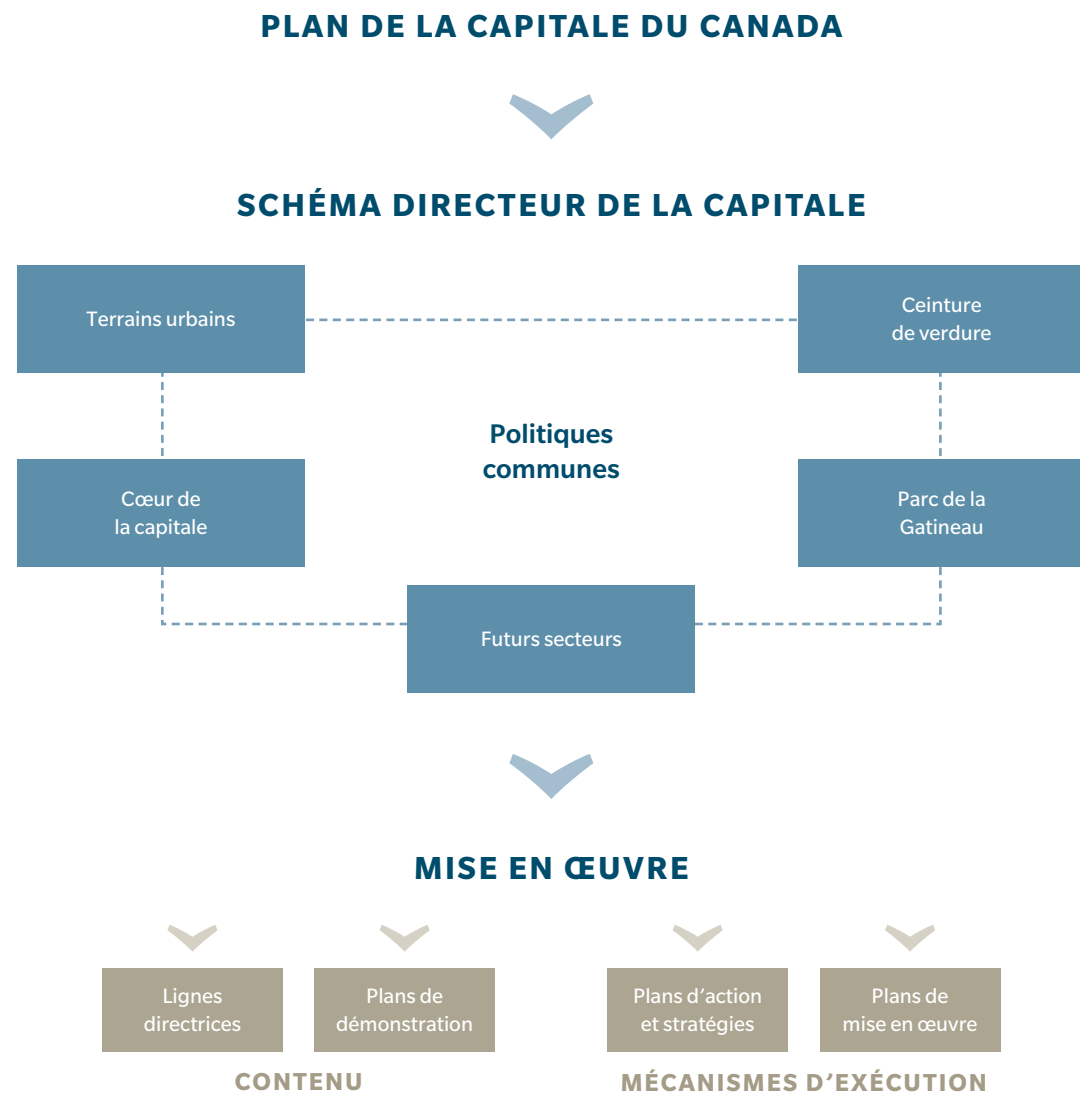 PLAN DE LA CAPITALE DU CANADA
SCHÉMA DIRECTEUR DE LA CAPITALE
Terrains urbains
Ceinture
de verdure
Politiques
communes
Cœur de
la capitale
Parc de la
Gatineau
Futurs secteurs
MISE EN ŒUVRE
Lignes
directrices
Plans de
démonstration
Plans d’action
et stratégies
Plans de
mise en œuvre
CONTENU
MÉCANISMES D’EXÉCUTION